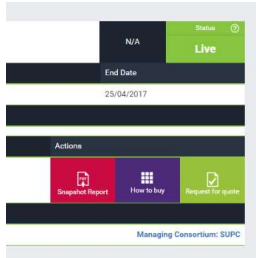 Status
N/A
Live
End Date
25/04/2017
Actions
Snapshot Report
How to buy
Request for quote
Managing Consortium: SUPC